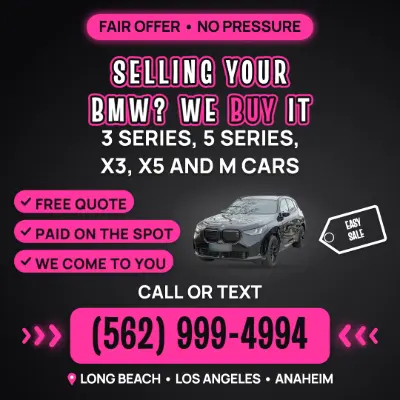 FAIR OFFER • NO PRESSURE
SELLING YOUR
BMW? WE BUY IT
3 SERIES, 5 SERIES,
X3, X5 AND M CARS
FREE QUOTE
PAID ON THE SPOT
WE COME TO YOU
EASY
SALE
CALL OR TEXT
(562) 999-4994
LONG BEACH • LOS ANGELES • ANAHEIM